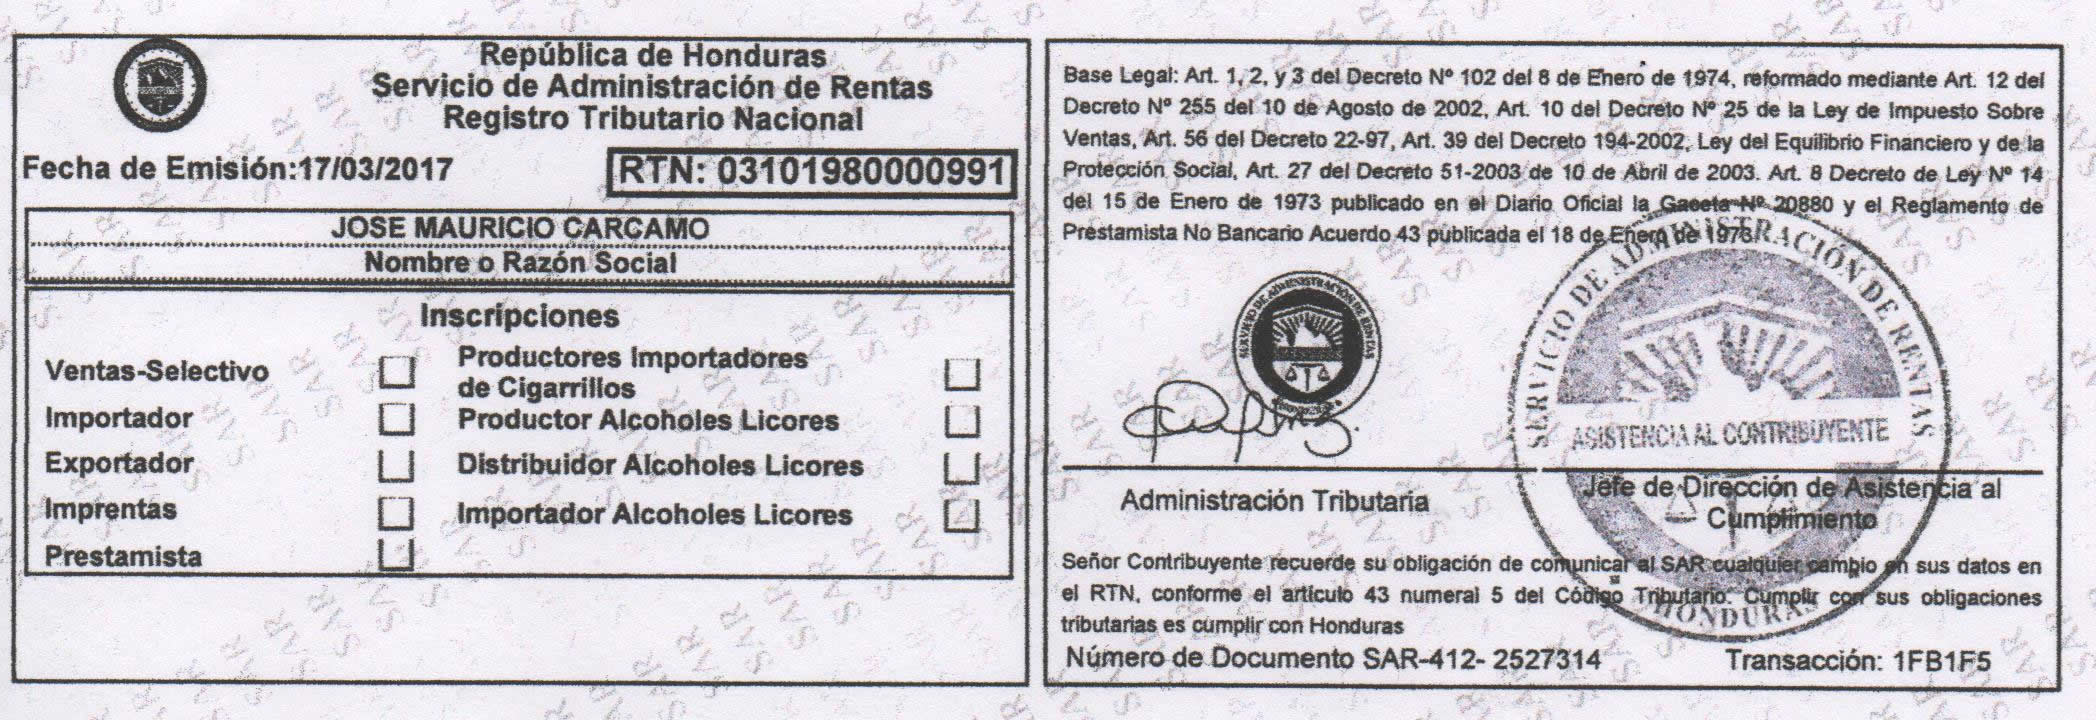 República de Honduras
Servicio de Administración de Rentas
Registro Tributario Nacional
Fecha de Emisión:17/03/2017
RTN: 03101980000991
JOSE MAURICIO CARCAMO
Nombre o Razón Social
Inscripciones
Ventas-Selectivo
Importador
Exportador
Imprentas
Prestamista
Productores Importadores
de Cigarrillos
Productor Alcoholes Licores
Distribuidor Alcoholes Licores
Importador Alcoholes Licores
Base Legal: Art. 1, 2, y 3 del Decreto Nº 102 del 8 de Enero de 1974, reformado mediante Art. 12 del
Decreto Nº 255 del 10 de Agosto de 2002, Art. 10 del Decreto Nº 25 de la Ley de Impuesto Sobre
Ventas, Art. 56 del Decreto 22-97, Art. 39 del Decreto 194-2002, Ley del Equilibrio Financiero y de la
Protección Social, Art. 27 del Decreto 51-2003 de 10 de Abril de 2003. Art. 8 Decreto de Ley Nº 14
del 15 de Enero de 1973 publicado en el Diario Oficial la Gaceta Nº 20880 y el Reglamento de
Prestamista No Bancario Acuerdo 43 publicada el 18 de Enero de 1973
SERVICIO DE ADMINISTRACIÓN DE RENTAS
SERVICIO DE ADMINISTRACIÓN DE RENTAS
ASISTENCIA AL CONTRIBUYENTE
HONDURAS
Administración Tributaria
Jefe de Dirección de Asistencia al
Cumplimiento
Señor Contribuyente recuerde su obligación de comunicar al SAR cualquier cambio en sus datos en
el RTN, conforme el artículo 43 numeral 5 del Código Tributario. Cumplir con sus obligaciones
tributarias es cumplir con Honduras
Número de Documento SAR-412- 2527314
Transacción: 1FB1F5
SAR